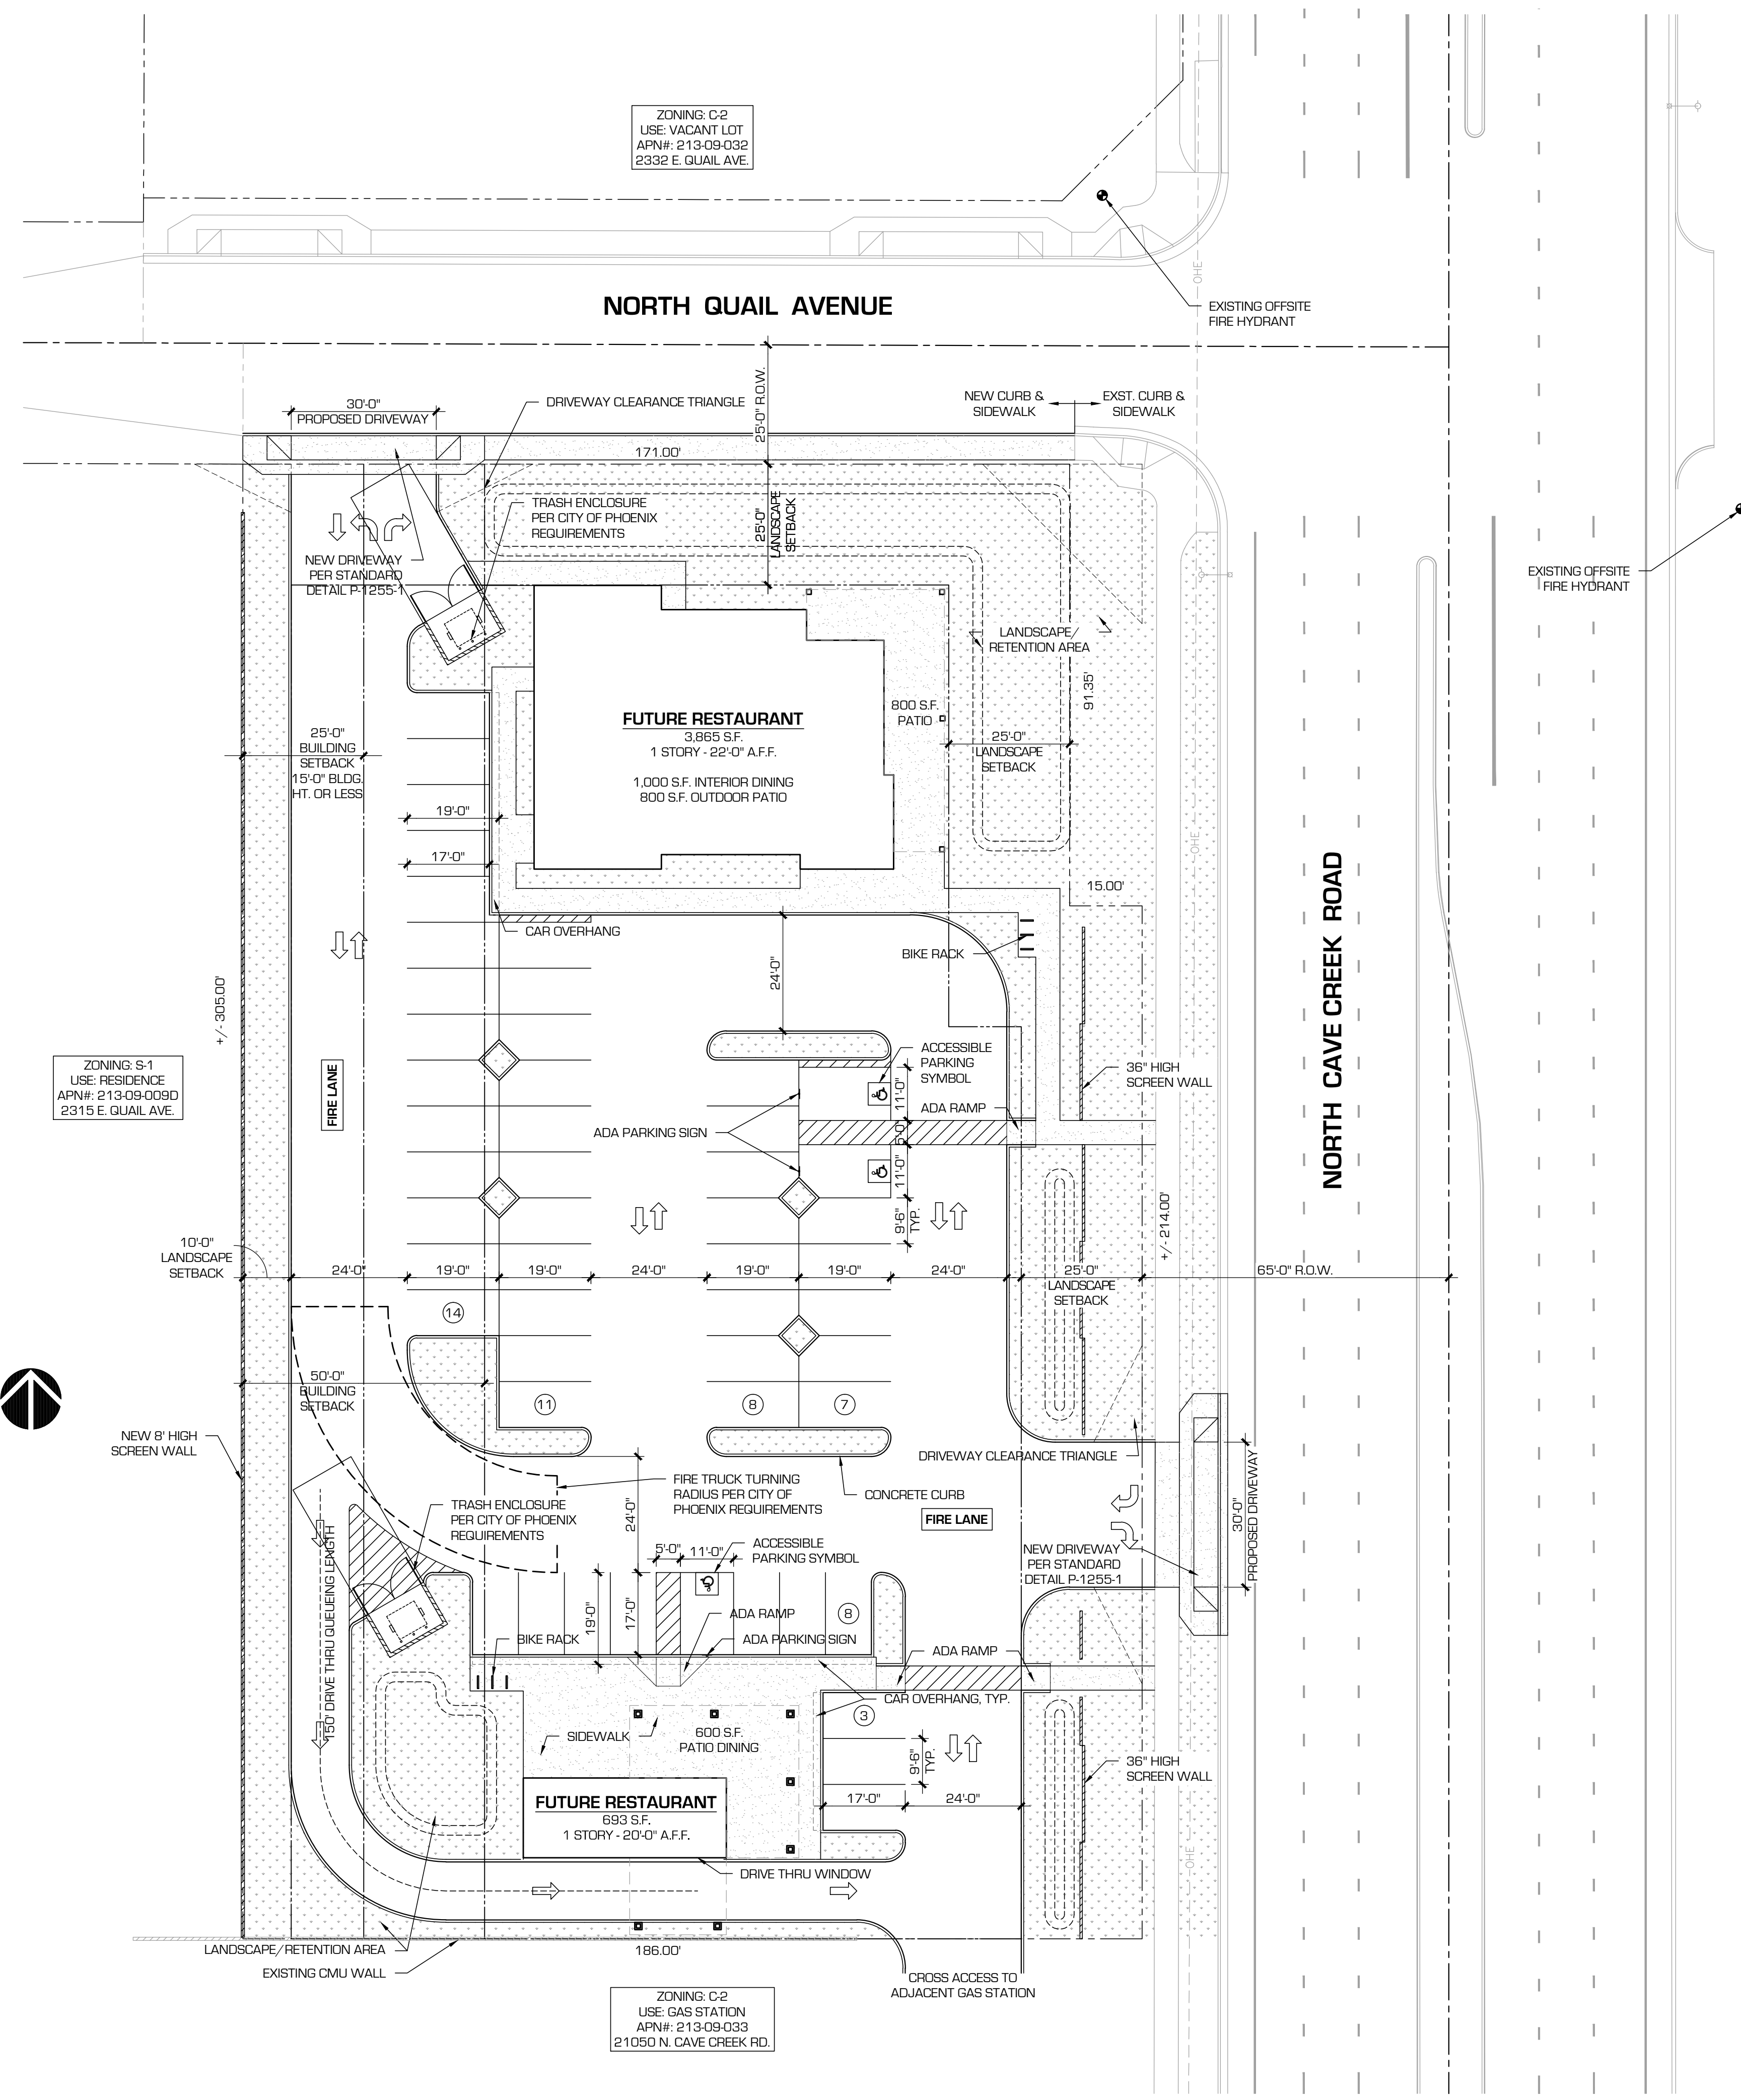 ZONING: C-2
USE: VACANT LOT
APN#: 213-09-032
2332 E. QUAIL AVE.
OHE
NORTH QUAIL AVENUE
EXISTING OFFSITE
FIRE HYDRANT
30'-0"
PROPOSED DRIVEWAY
DRIVEWAY CLEARANCE TRIANGLE
25'-0" R.O.W.
NEW CURB &
SIDEWALK
EXST. CURB &
SIDEWALK
171.00'
TRASH ENCLOSURE
PER CITY OF PHOENIX
REQUIREMENTS
25'-0"
LANDSCAPE
SETBACK
NEW DRIVEWAY
PER STANDARD
DETAIL P-1255-1
EXISTING OFFSITE
FIRE HYDRANT
LANDSCAPE/
RETENTION AREA
91.35'
FUTURE RESTAURANT
3,865 S.F.
1 STORY - 22'-0" A.F.F.
1,000 S.F. INTERIOR DINING
800 S.F. OUTDOOR PATIO
800 S.F.
PATIO
25'-0"
LANDSCAPE
SETBACK
25'-0"
BUILDING
SETBACK
15'-0" BLDG.
HT. OR LESS
19'-0"
17'-0"
OHE
15.00'
CAR OVERHANG
BIKE RACK
24'-0"
+/- 305.00'
NORTH CAVE CREEK ROAD
ZONING: S-1
USE: RESIDENCE
APN#: 213-09-009D
2315 E. QUAIL AVE.
FIRE LANE
ACCESSIBLE
PARKING
SYMBOL
11'-0"
36" HIGH
SCREEN WALL
ADA RAMP
ADA PARKING SIGN
5'-0"
11'-0"
9'-6"
TYP.
+/- 214.00'
10'-0"
LANDSCAPE
SETBACK
24'-0"
19'-0"
19'-0"
24'-0"
19'-0"
19'-0"
24'-0"
25'-0"
LANDSCAPE
SETBACK
65'-0" R.O.W.
14
50'-0"
BUILDING
SETBACK
11
8
7
NEW 8' HIGH
SCREEN WALL
DRIVEWAY CLEARANCE TRIANGLE
FIRE TRUCK TURNING
RADIUS PER CITY OF
PHOENIX REQUIREMENTS
CONCRETE CURB
FIRE LANE
TRASH ENCLOSURE
PER CITY OF PHOENIX
REQUIREMENTS
24'-0"
30'-0"
PROPOSED DRIVEWAY
5'-0"
11'-0"
ACCESSIBLE
PARKING SYMBOL
NEW DRIVEWAY
PER STANDARD
DETAIL P-1255-1
150' DRIVE THRU QUEUEING LENGTH
19'-0"
17'-0"
8
ADA RAMP
BIKE RACK
ADA PARKING SIGN
ADA RAMP
CAR OVERHANG, TYP.
3
SIDEWALK
600 S.F.
PATIO DINING
9'-6"
TYP.
36" HIGH
SCREEN WALL
17'-0"
24'-0"
FUTURE RESTAURANT
693 S.F.
1 STORY - 20'-0" A.F.F.
DRIVE THRU WINDOW
OHE
LANDSCAPE/RETENTION AREA
186.00'
EXISTING CMU WALL
CROSS ACCESS TO
ADJACENT GAS STATION
ZONING: C-2
USE: GAS STATION
APN#: 213-09-033
21050 N. CAVE CREEK RD.